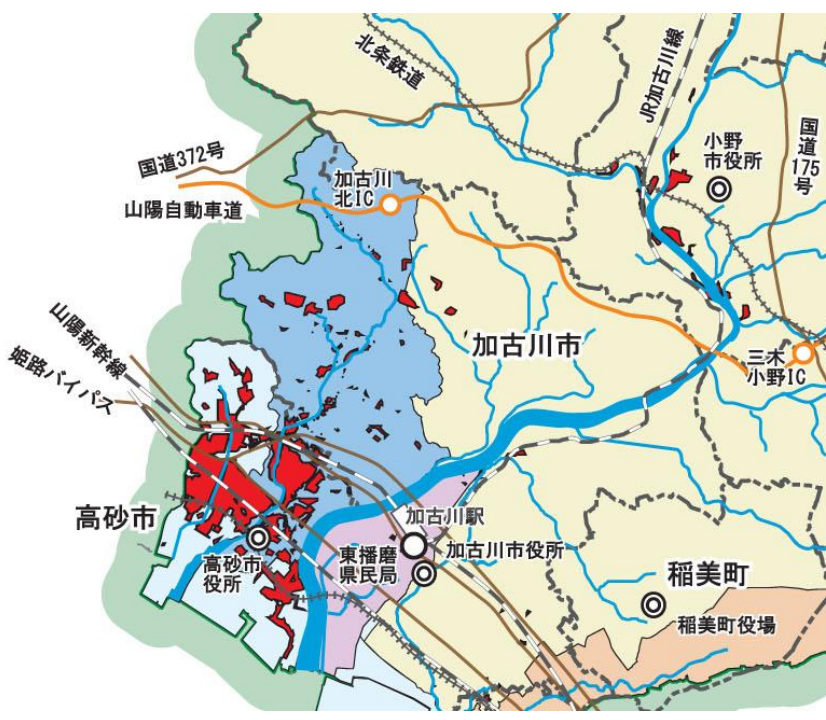 北条鉄道
JR加古川線
国道
175
号
小野
市役所
国道372号
加古川
北IC
山陽自動車道
山陽新幹線
姫路バイパス
加古川市
三木
小野IC
高砂市
加古川駅
高砂市
役所
東播磨
県民局
加古川市役所
稲美町
稲美町役場